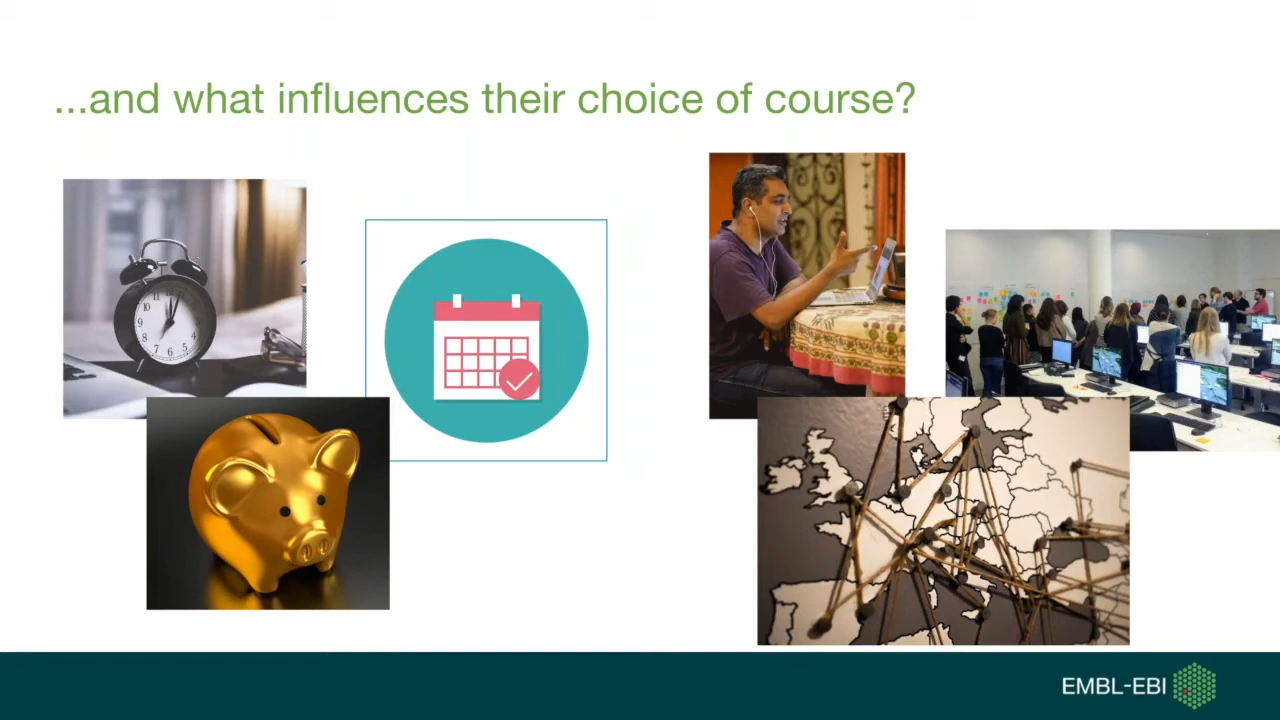 ...and what influences their choice of course?
EMBL-EBI